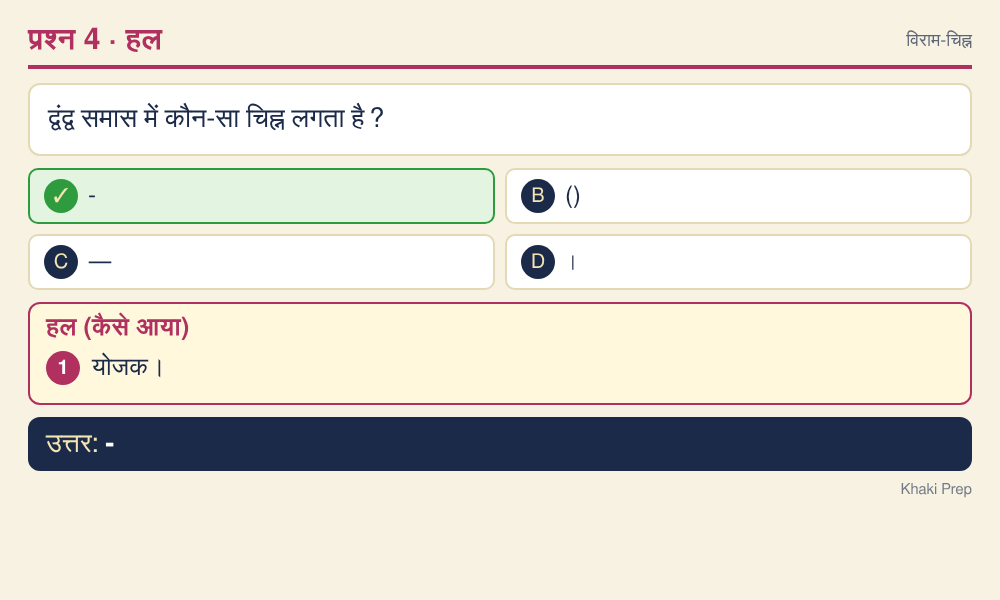 प्रश्न 4 · हल
विराम-चिह्न
द्वंद्व समास में कौन-सा चिह्न लगता है ?
✓ -
B ()
C —
D ।
हल (कैसे आया)
1 योजक ।
उत्तर: -
Khaki Prep